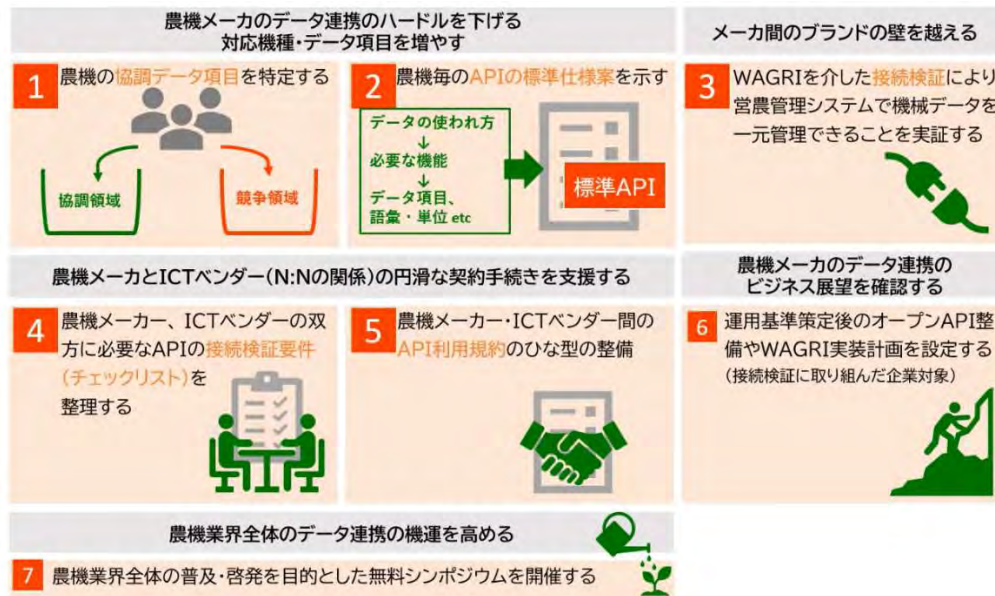 農機メーカのデータ連携のハードルを下げる
対応機種・データ項目を増やす
1
農機の協調データ項目を特定する
協調領域
競争領域
2
農機毎のAPIの標準仕様案を示す
データの使われ方
↓
必要な機能
↓
データ項目、
語彙・単位 etc
標準API
メーカ間のブランドの壁を越える
3
WAGRIを介した接続検証により
営農管理システムで機械データを
一元管理できることを実証する
農機メーカとICTベンダー(N:Nの関係)の円滑な契約手続きを支援する
4
農機メーカー、ICTベンダーの双
方に必要なAPIの接続検証要件
(チェックリスト)を
整理する
5
農機メーカー・ICTベンダー間の
API利用規約のひな型の整備
農機メーカのデータ連携の
ビジネス展望を確認する
6
運用基準策定後のオープンAPI整
備やWAGRI実装計画を設定する
(接続検証に取り組んだ企業対象)
農機業界全体のデータ連携の機運を高める
7
農機業界全体の普及・啓発を目的とした無料シンポジウムを開催する